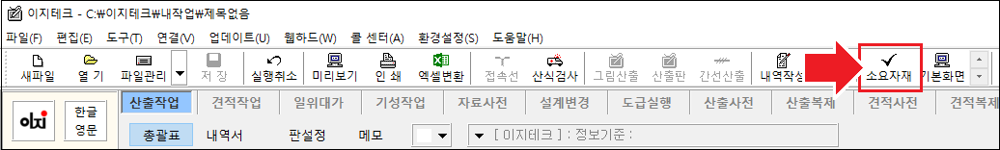 이지테크 - C:₩이지테크₩내작업₩제목없음
파일(F) 편집(E) 도구(T) 연결(V) 업데이트(U) 웹하드(W) 콜 센터(A) 환경설정(S) 도움말(H)
새파일 열 기 파일관리 저 장 실행취소 미리보기 인 쇄 엑셀변환 접속선 산식검사 그림산출 산출판 간선산출 내역작성 소요자재 기본화면
산출작업 견적작업 일위대가 기성작업 자료사전 설계변경 도급실행 산출사전 산출복제 견적사전 견적복제
이지 한글
영문
총괄표 내역서 판설정 메모 [ 이지테크 ] : 정보기준 :